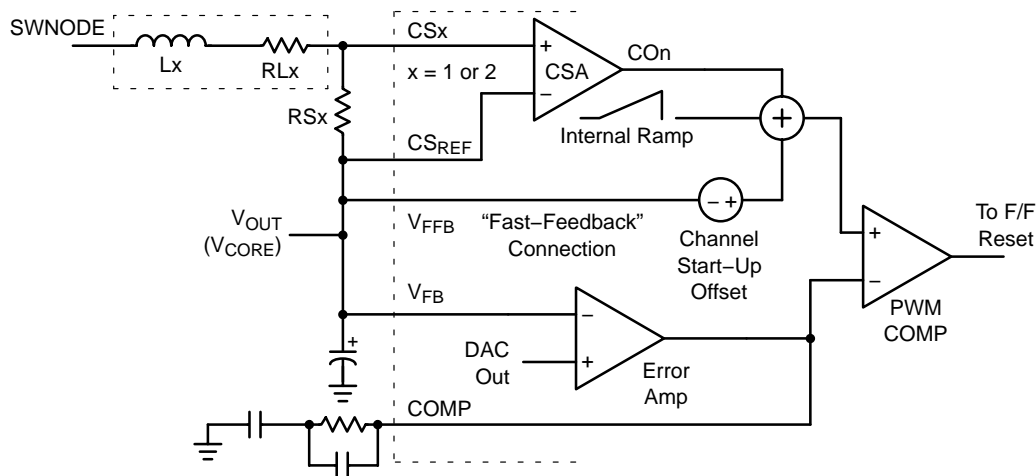 SWNODE
Lx
RLx
CSx
x = 1 or 2
RSx
CSREF
+
CSA
−
COn
Internal Ramp
+
VOUT
(VCORE)
VFFB
“Fast−Feedback”
Connection
− +
Channel
Start−Up
Offset
+
−
PWM
COMP
To F/F
Reset
VFB
−
+
DAC
Out
Error
Amp
+
COMP